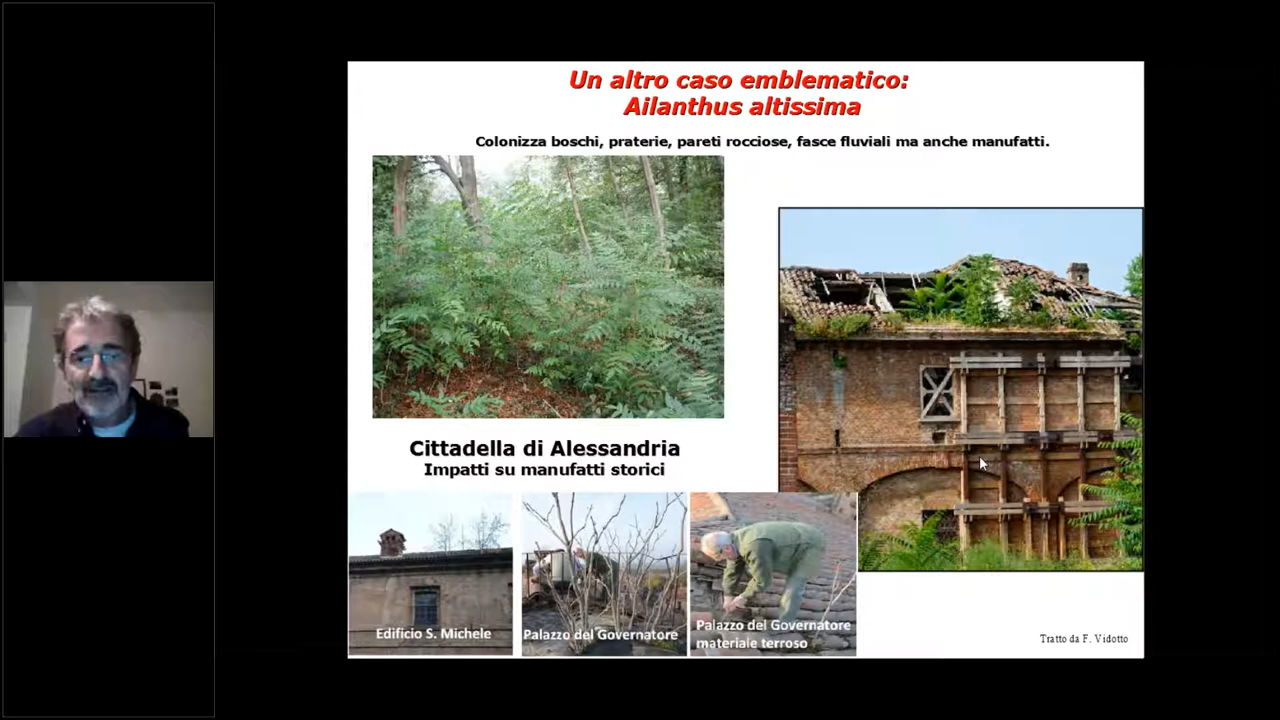 Un altro caso emblematico:
Ailanthus altissima
Colonizza boschi, praterie, pareti rocciose, fasce fluviali ma anche manufatti.
Cittadella di Alessandria
Impatti su manufatti storici
Edificio S. Michele
Palazzo del Governatore
Palazzo del Governatore
materiale terroso
Tratto da F. Vidotto